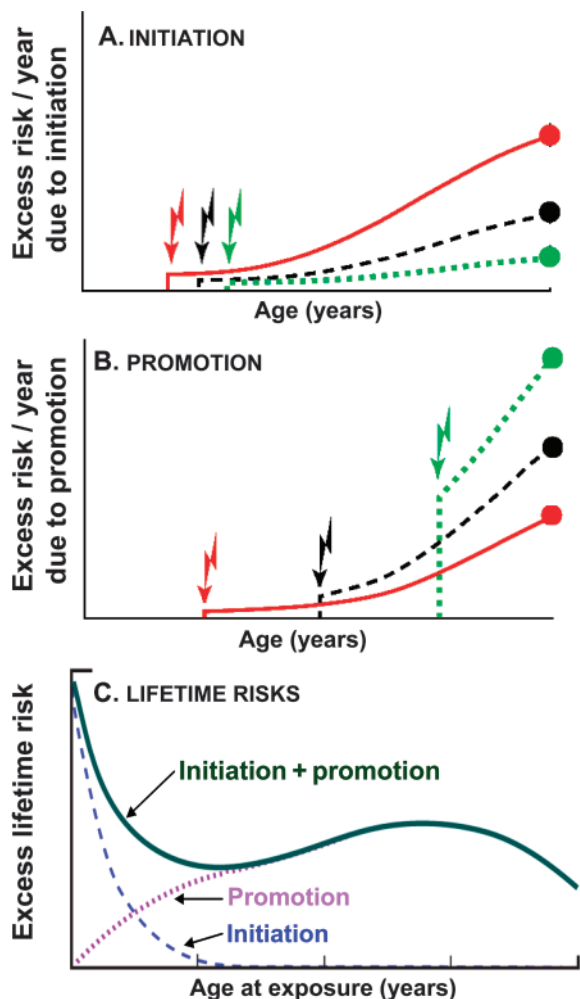 A. INITIATION
Excess risk / year
due to initiation
Age (years)
B. PROMOTION
Excess risk / year
due to promotion
Age (years)
C. LIFETIME RISKS
Excess lifetime risk
Initiation + promotion
Promotion
Initiation
Age at exposure (years)